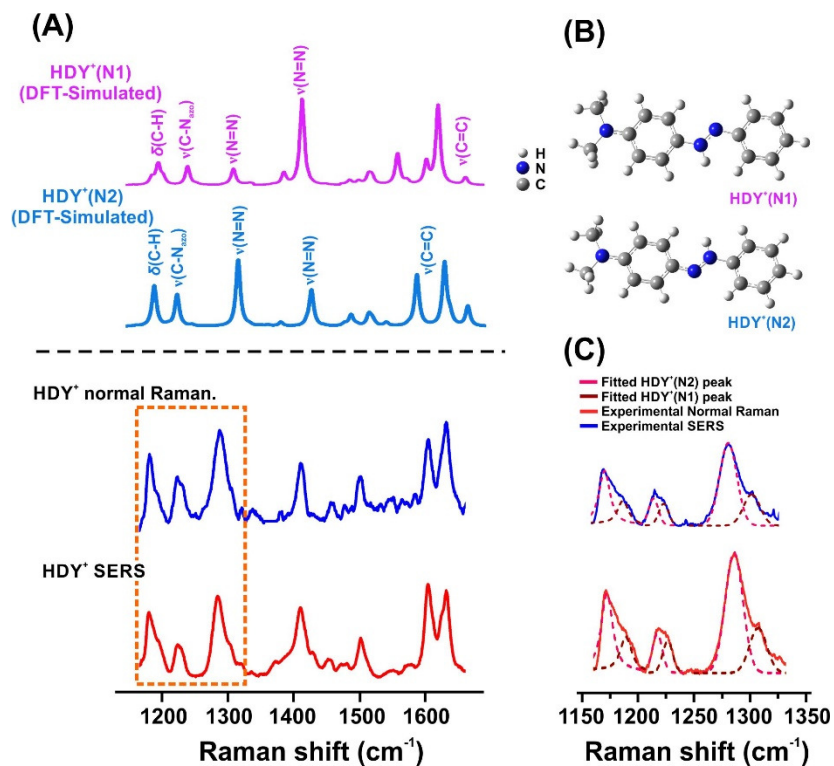 (A)
HDY⁺(N1)
(DFT-Simulated)
δ(C-H)
ν(C-Nazo)
ν(N=N)
ν(N=N)
ν(C=C)
HDY⁺(N2)
(DFT-Simulated)
δ(C-H)
ν(C-Nazo)
ν(N=N)
ν(N=N)
ν(C=C)
HDY⁺ normal Raman.
HDY⁺ SERS
1200 1300 1400 1500 1600
Raman shift (cm⁻¹)
(B)
H
N
C
HDY⁺(N1)
HDY⁺(N2)
(C)
Fitted HDY⁺(N2) peak
Fitted HDY⁺(N1) peak
Experimental Normal Raman
Experimental SERS
1150 1200 1250 1300 1350
Raman shift (cm⁻¹)